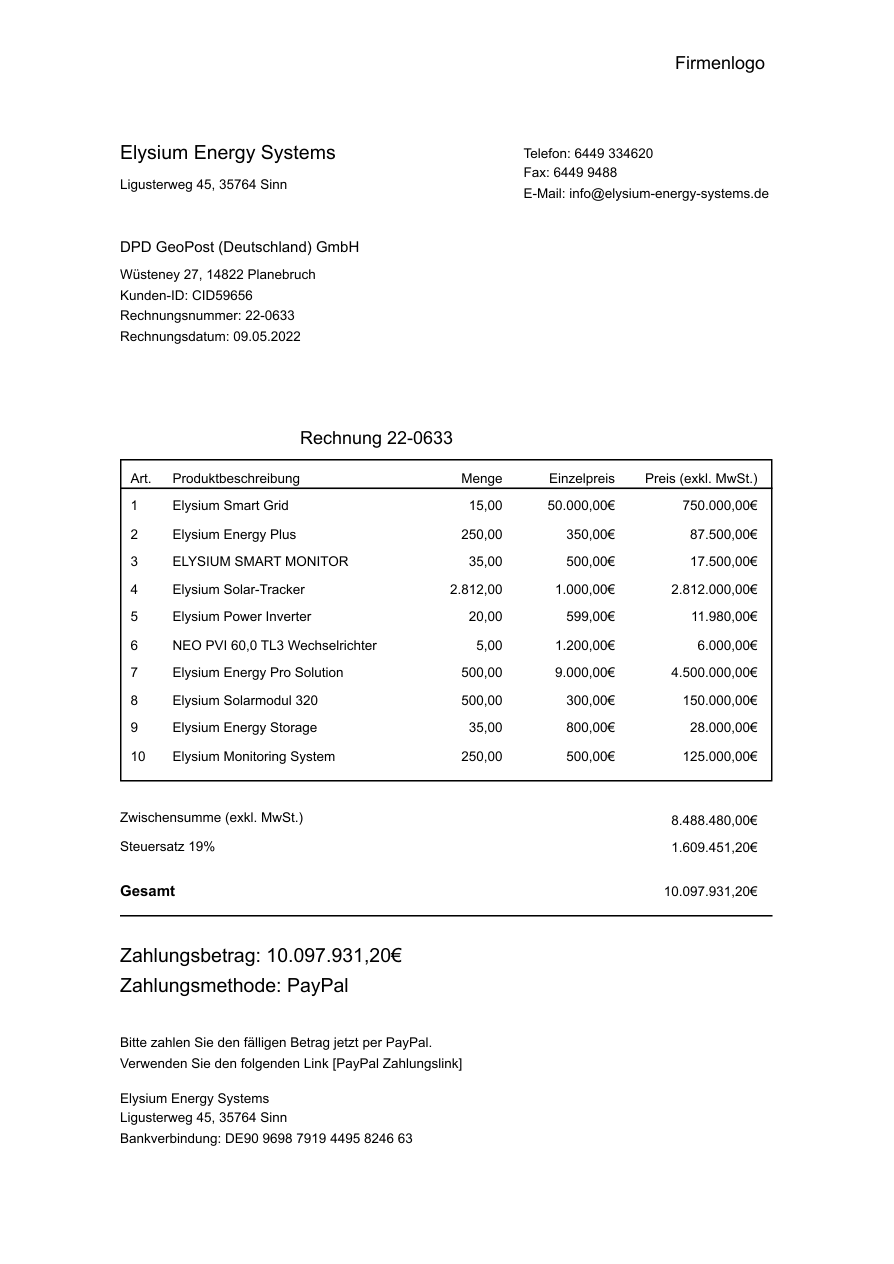 Firmenlogo
Elysium Energy Systems
Ligusterweg 45, 35764 Sinn
Telefon: 6449 334620
Fax: 6449 9488
E-Mail: info@elysium-energy-systems.de
DPD GeoPost (Deutschland) GmbH
Wüsteney 27, 14822 Planebruch
Kunden-ID: CID59656
Rechnungsnummer: 22-0633
Rechnungsdatum: 09.05.2022
Rechnung 22-0633
Art. Produktbeschreibung Menge Einzelpreis Preis (exkl. MwSt.)
1 Elysium Smart Grid 15,00 50.000,00€ 750.000,00€
2 Elysium Energy Plus 250,00 350,00€ 87.500,00€
3 ELYSIUM SMART MONITOR 35,00 500,00€ 17.500,00€
4 Elysium Solar-Tracker 2.812,00 1.000,00€ 2.812.000,00€
5 Elysium Power Inverter 20,00 599,00€ 11.980,00€
6 NEO PVI 60,0 TL3 Wechselrichter 5,00 1.200,00€ 6.000,00€
7 Elysium Energy Pro Solution 500,00 9.000,00€ 4.500.000,00€
8 Elysium Solarmodul 320 500,00 300,00€ 150.000,00€
9 Elysium Energy Storage 35,00 800,00€ 28.000,00€
10 Elysium Monitoring System 250,00 500,00€ 125.000,00€
Zwischensumme (exkl. MwSt.) 8.488.480,00€
Steuersatz 19% 1.609.451,20€
Gesamt 10.097.931,20€
Zahlungsbetrag: 10.097.931,20€
Zahlungsmethode: PayPal
Bitte zahlen Sie den fälligen Betrag jetzt per PayPal.
Verwenden Sie den folgenden Link [PayPal Zahlungslink]
Elysium Energy Systems
Ligusterweg 45, 35764 Sinn
Bankverbindung: DE90 9698 7919 4495 8246 63